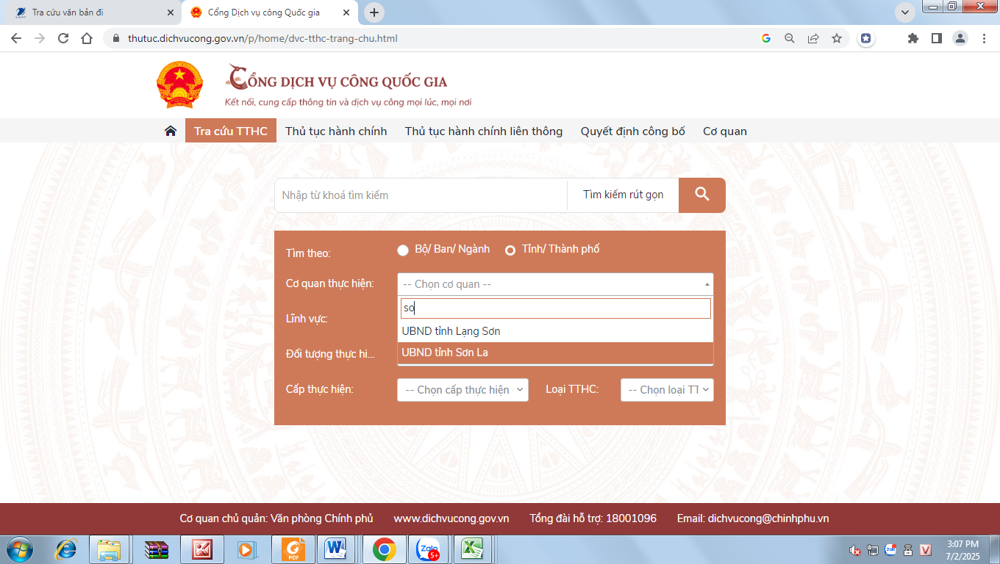 Tra cứu văn bản đi
Cổng Dịch vụ công Quốc gia
thutuc.dichvucong.gov.vn/p/home/dvc-tthc-trang-chu.html
CỔNG DỊCH VỤ CÔNG QUỐC GIA
Kết nối, cung cấp thông tin và dịch vụ công mọi lúc, mọi nơi
Tra cứu TTHC Thủ tục hành chính Thủ tục hành chính liên thông Quyết định công bố Cơ quan
Nhập từ khoá tìm kiếm Tìm kiếm rút gọn
Tìm theo: Bộ/ Ban/ Ngành Tỉnh/ Thành phố
Cơ quan thực hiện: -- Chọn cơ quan --
so
Lĩnh vực:
UBND tỉnh Lạng Sơn
Đối tượng thực hi... UBND tỉnh Sơn La
Cấp thực hiện: -- Chọn cấp thực hiện Loại TTHC: -- Chọn loại TT
Cơ quan chủ quản: Văn phòng Chính phủ www.dichvucong.gov.vn Tổng đài hỗ trợ: 18001096 Email: dichvucong@chinhphu.vn
PDF
Zalo
5+
3:07 PM
7/2/2025